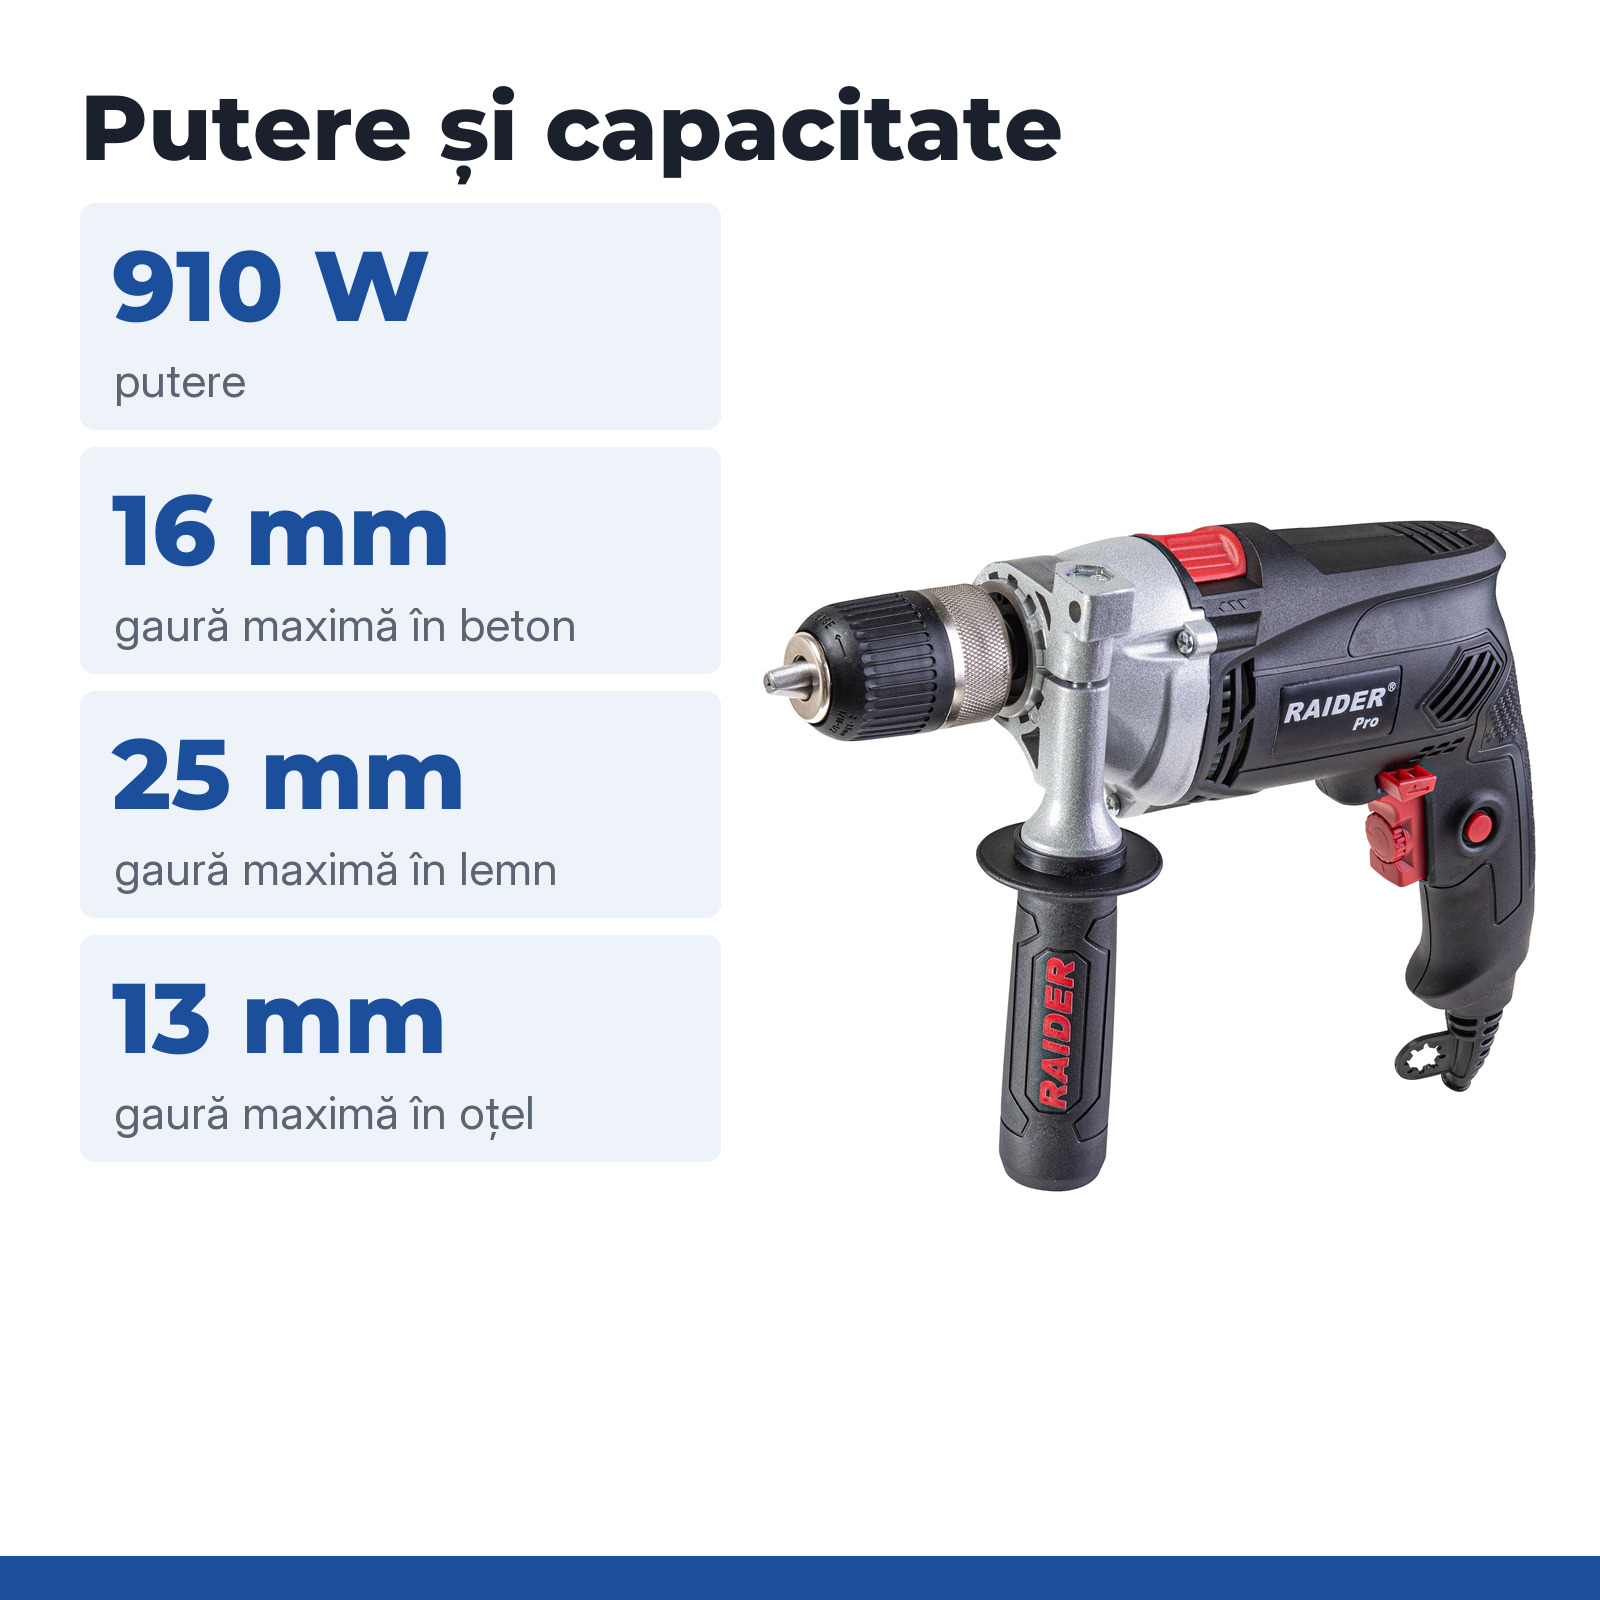 Putere și capacitate
910 W
putere
16 mm
gaură maximă în beton
25 mm
gaură maximă în lemn
13 mm
gaură maximă în oțel
RAIDER®
Pro
RAIDER